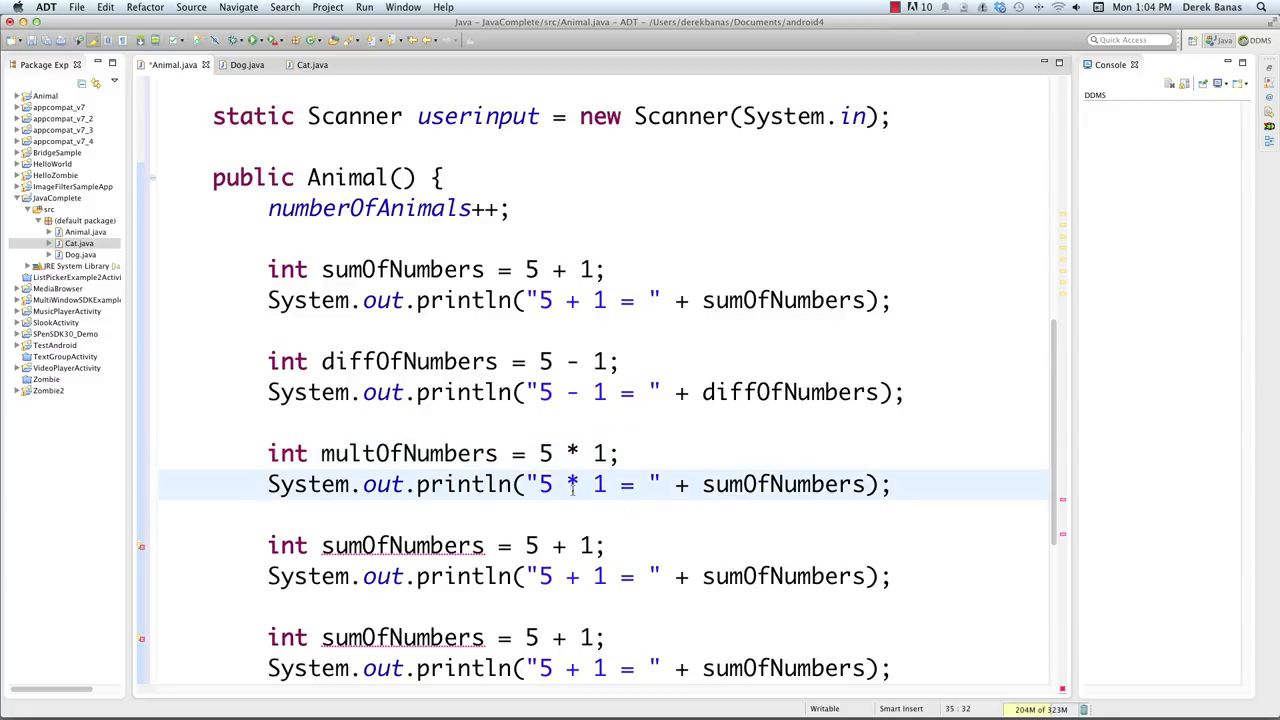 ADT File Edit Refactor Source Navigate Search Project Run Window Help 10 Mon 1:04 PM Derek Banas
Java – JavaComplete/src/Animal.java – ADT – /Users/derekbanas/Documents/android4
Quick Access Java DDMS
Package Exp
*Animal.java Dog.java Cat.java
Console
DDMS
Animal
appcompat_v7
appcompat_v7_2
appcompat_v7_3
appcompat_v7_4
BridgeSample
HelloWorld
HelloZombie
ImageFilterSampleApp
JavaComplete
src
(default package)
Animal.java
Cat.java
Dog.java
JRE System Library [Ja
ListPickerExample2Activi
MediaBrowser
MultiWindowSDKExample
MusicPlayerActivity
SlookActivity
SPenSDK30_Demo
TestAndroid
TextGroupActivity
VideoPlayerActivity
Zombie
Zombie2
static Scanner userinput = new Scanner(System.in);
public Animal() {
numberOfAnimals++;
int sumOfNumbers = 5 + 1;
System.out.println("5 + 1 = " + sumOfNumbers);
int diffOfNumbers = 5 - 1;
System.out.println("5 - 1 = " + diffOfNumbers);
int multOfNumbers = 5 * 1;
System.out.println("5 * 1 = " + sumOfNumbers);
int sumOfNumbers = 5 + 1;
System.out.println("5 + 1 = " + sumOfNumbers);
int sumOfNumbers = 5 + 1;
System.out.println("5 + 1 = " + sumOfNumbers);
Writable Smart Insert 35 : 32 204M of 323M